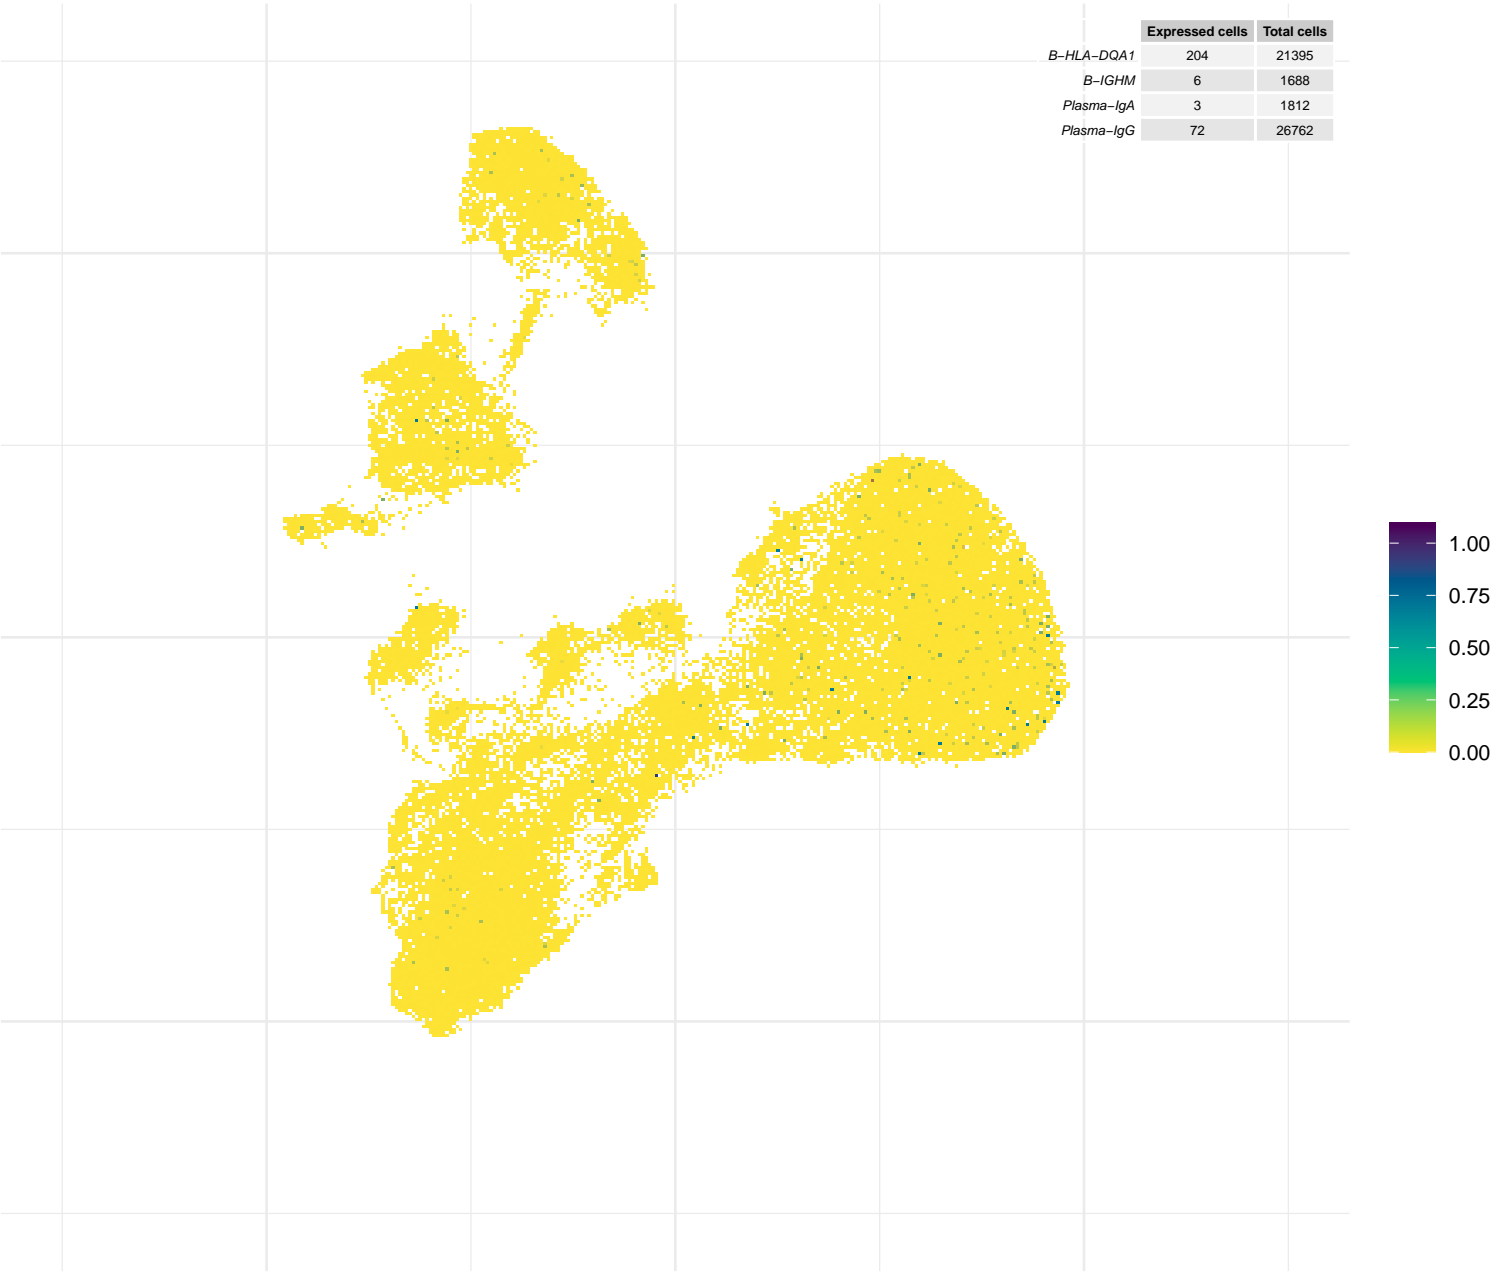 Expressed cells Total cells
B−HLA−DQA1 204 21395
B−IGHM 6 1688
Plasma−IgA 3 1812
Plasma−IgG 72 26762
1.00
0.75
0.50
0.25
0.00